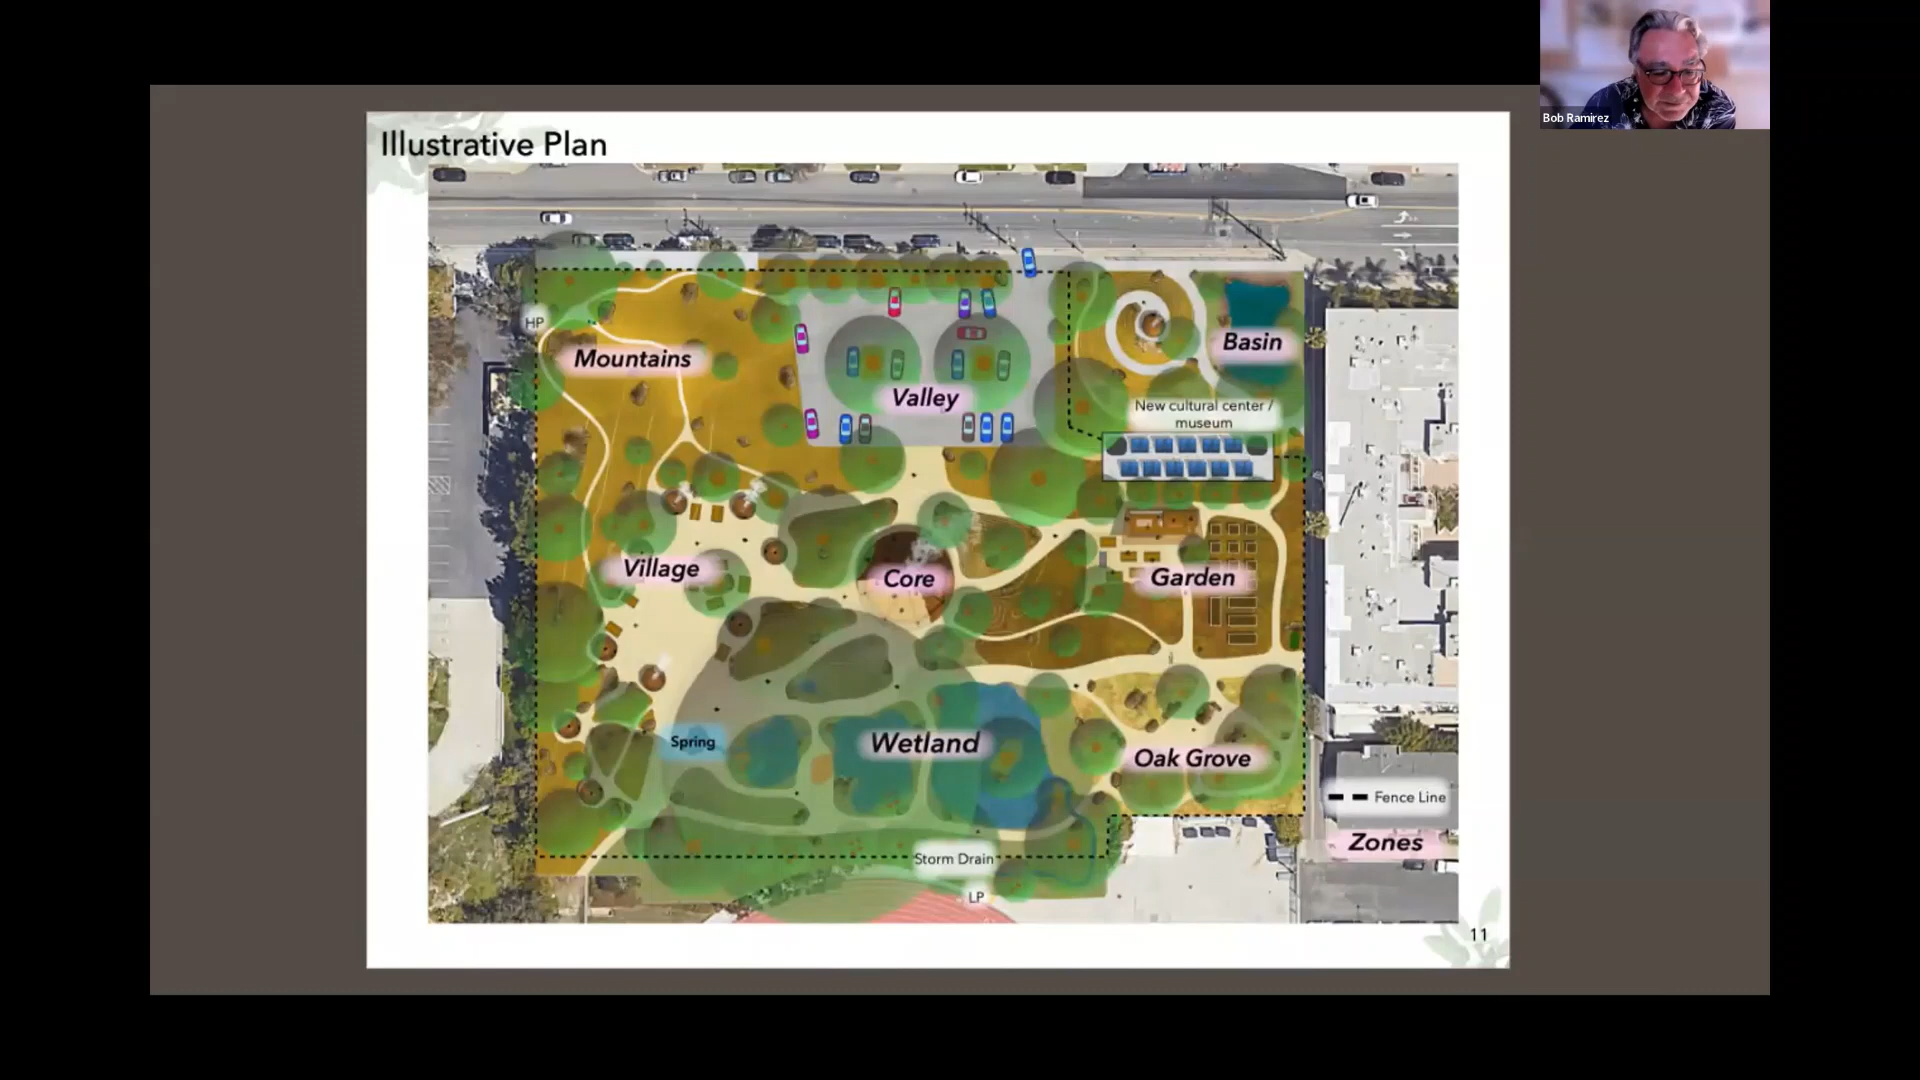 Bob Ramirez
Illustrative Plan
HP
Mountains
Valley
Basin
New cultural center /
museum
Village
Core
Garden
Spring
Wetland
Oak Grove
Fence Line
Zones
Storm Drain
LP
11